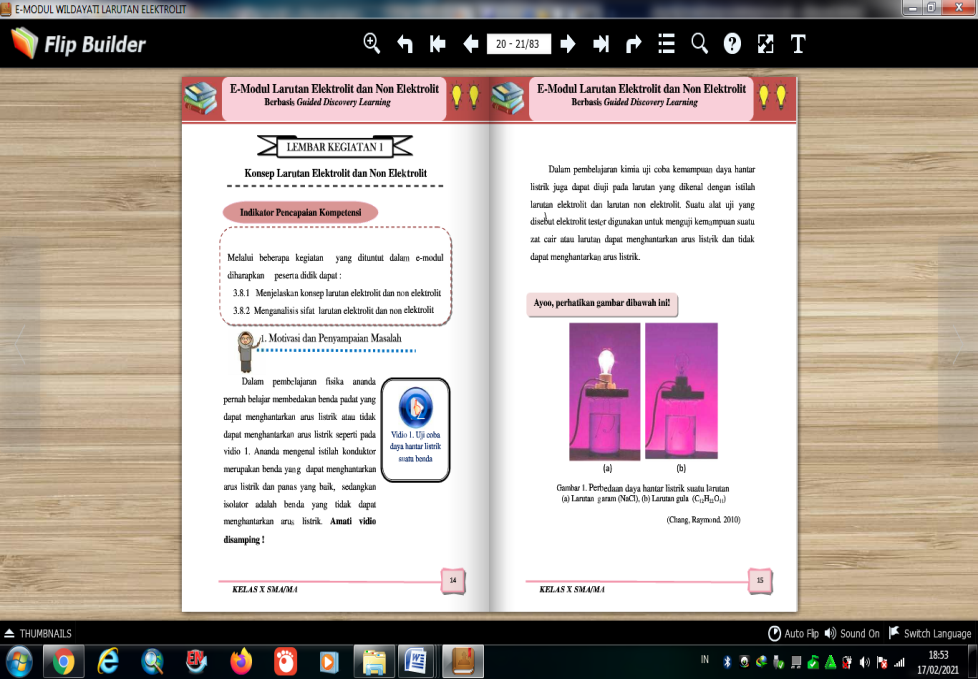 E-MODUL WILDAYATI LARUTAN ELEKTROLIT
Flip Builder
20 - 21/83
T
E-Modul Larutan Elektrolit dan Non Elektrolit
Berbasis Guided Discovery Learning
LEMBAR KEGIATAN 1
Konsep Larutan Elektrolit dan Non Elektrolit
Indikator Pencapaian Kompetensi
Melalui beberapa kegiatan yang dituntut dalam e-modul
diharapkan peserta didik dapat :
3.8.1 Menjelaskan konsep larutan elektrolit dan non elektrolit
3.8.2 Menganalisis sifat larutan elektrolit dan non elektrolit
1. Motivasi dan Penyampaian Masalah
Dalam pembelajaran fisika ananda
pernah belajar membedakan benda padat yang
dapat menghantarkan arus listrik atau tidak
dapat menghantarkan arus listrik seperti pada
vidio 1. Ananda mengenal istilah konduktor
merupakan benda yang dapat menghantarkan
arus listrik dan panas yang baik, sedangkan
isolator adalah benda yang tidak dapat
menghantarkan arus listrik. Amati vidio
disamping !
Vidio 1. Uji coba
daya hantar listrik
suatu benda
KELAS X SMA/MA
14
E-Modul Larutan Elektrolit dan Non Elektrolit
Berbasis Guided Discovery Learning
Dalam pembelajaran kimia uji coba kemampuan daya hantar
listrik juga dapat diuji pada larutan yang dikenal dengan istilah
larutan elektrolit dan larutan non elektrolit. Suatu alat uji yang
disebut elektrolit tester digunakan untuk menguji kemampuan suatu
zat cair atau larutan dapat menghantarkan arus listrik dan tidak
dapat menghantarkan arus listrik.
Ayoo, perhatikan gambar dibawah ini!
(a) (b)
Gambar 1. Perbedaan daya hantar listrik suatu larutan
(a) Larutan garam (NaCl), (b) Larutan gula (C₁₂H₂₂O₁₁)
(Chang, Raymond. 2010)
KELAS X SMA/MA
15
THUMBNAILS
Auto Flip Sound On Switch Language
IN
18:53
17/02/2021